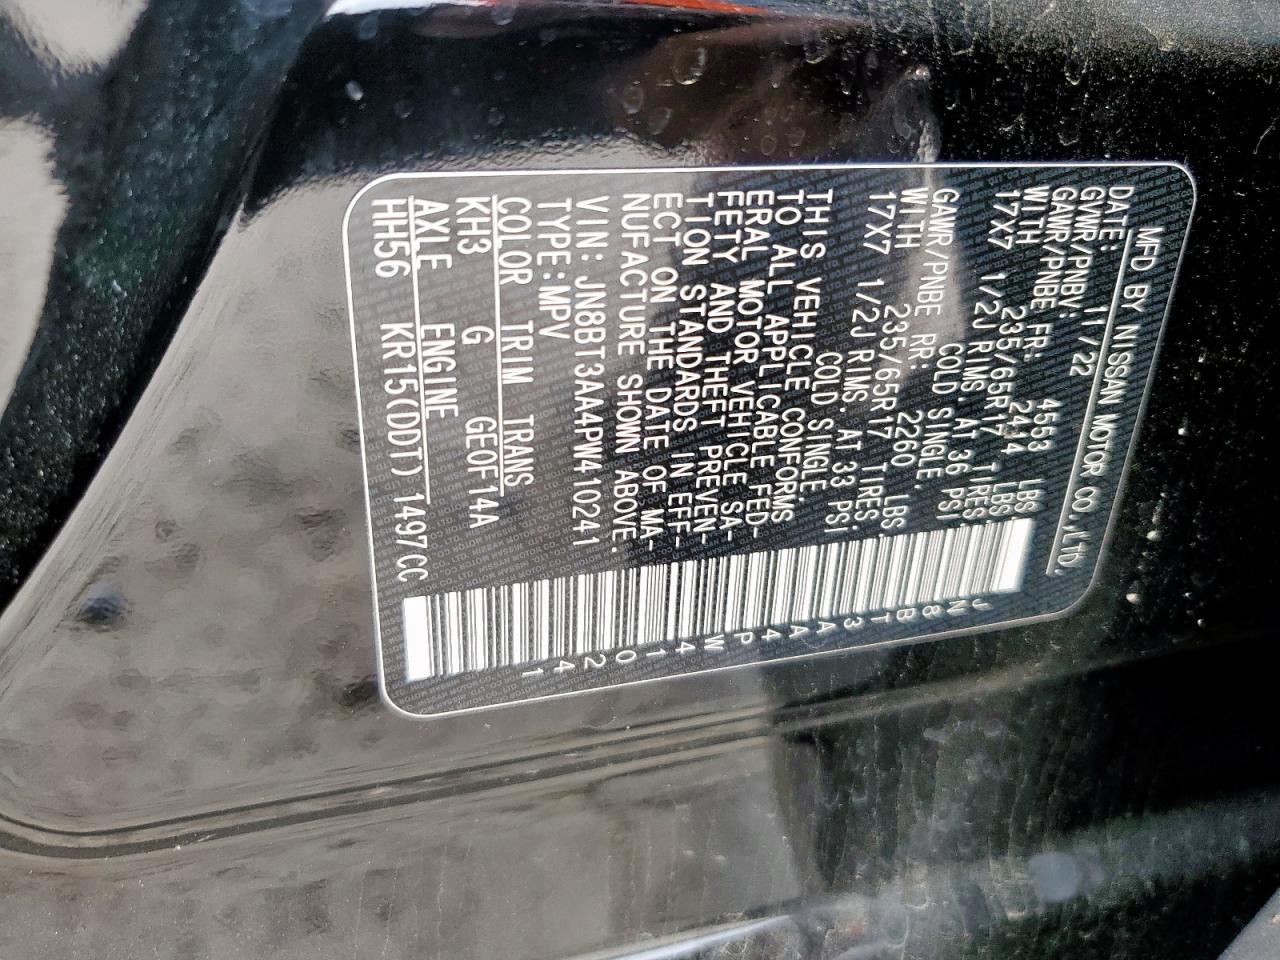 MFD BY NISSAN MOTOR CO.,LTD.
DATE: 11/22
GVWR/PNBV: 4553 LBS
GAWR/PNBE FR: 2414 LBS
WITH 235/65R17 TIRES.
17X7 1/2J RIMS. AT 36 PSI
COLD SINGLE.
GAWR/PNBE RR: 2260 LBS
WITH 235/65R17 TIRES.
17X7 1/2J RIMS. AT 33 PSI
COLD SINGLE.
THIS VEHICLE CONFORMS
TO ALL APPLICABLE FED-
ERAL MOTOR VEHICLE SA-
FETY AND THEFT PREVEN-
TION STANDARDS IN EFF-
ECT ON THE DATE OF MA-
NUFACTURE SHOWN ABOVE.
VIN: JN8BT3AA4PW410241
TYPE:MPV
COLOR TRIM TRANS
KH3 G GEOF14A
AXLE ENGINE
HH56 KR15(DDT) 1497CC
JN8BT3AA4PW410241